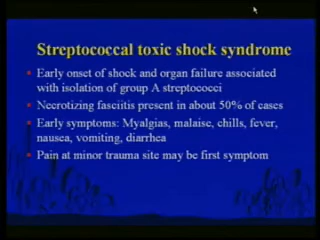 Streptococcal toxic shock syndrome
Early onset of shock and organ failure associated
with isolation of group A streptococci
Necrotizing fasciitis present in about 50% of cases
Early symptoms: Myalgias, malaise, chills, fever,
nausea, vomiting, diarrhea
Pain at minor trauma site may be first symptom